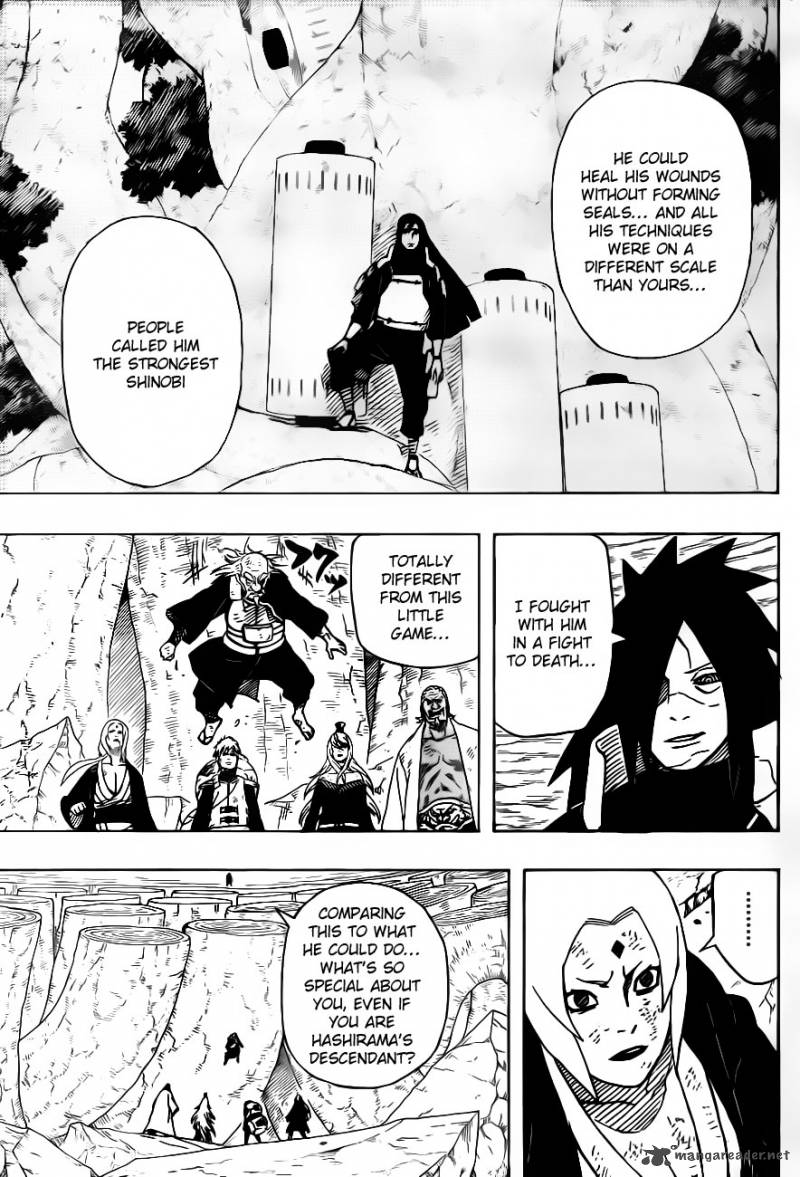 HE COULD
HEAL HIS WOUNDS
WITHOUT FORMING
SEALS... AND ALL
HIS TECHNIQUES
WERE ON A
DIFFERENT SCALE
THAN YOURS...
PEOPLE
CALLED HIM
THE STRONGEST
SHINOBI
I FOUGHT
WITH HIM
IN A FIGHT
TO DEATH...
TOTALLY
DIFFERENT
FROM THIS
LITTLE
GAME...
フワッ
.........
COMPARING
THIS TO WHAT
HE COULD
DO...
WHAT'S SO
SPECIAL ABOUT
YOU, EVEN IF
YOU ARE
HASHIRAMA'S
DESCENDANT?
mangareader.net